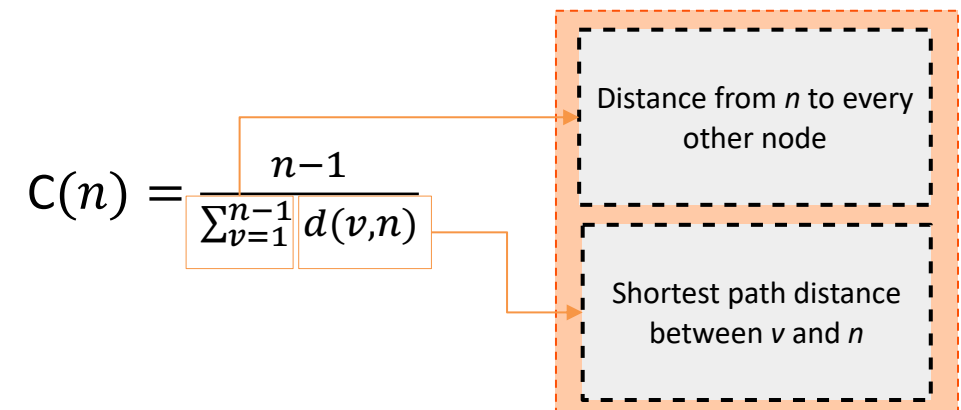 C(n) = n−1 / ∑_{v=1}^{n−1} d(v,n)
Distance from n to every
other node
Shortest path distance
between v and n